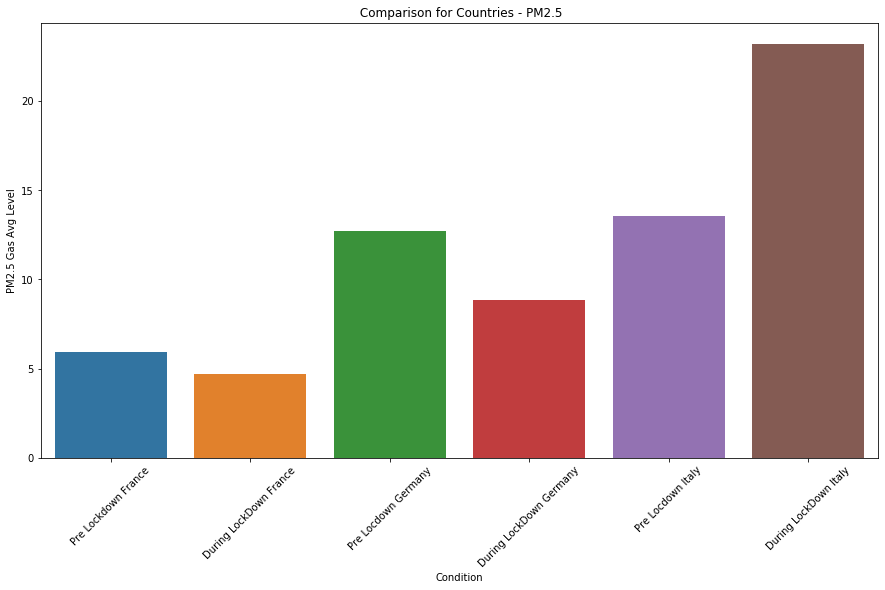 Comparison for Countries - PM2.5
PM2.5 Gas Avg Level
20
15
10
5
0
Pre Lockdown France
During LockDown France
Pre Locdown Germany
During LockDown Germany
Pre Locdown Italy
During LockDown Italy
Condition